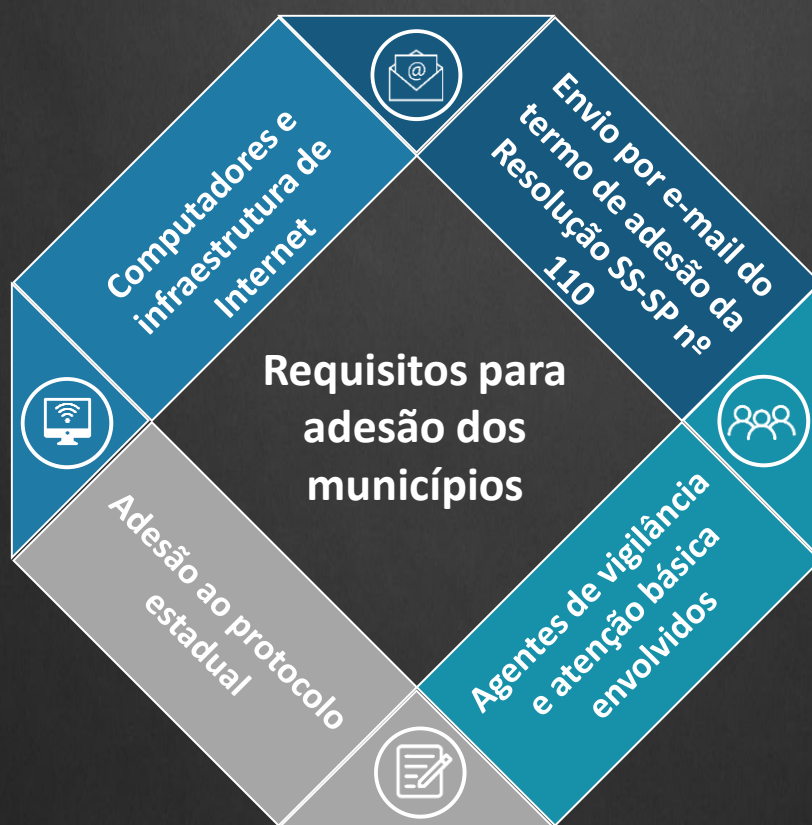 Computadores e
infraestrutura de
Internet
Envio por e-mail do
termo de adesão da
Resolução SS-SP nº
110
Requisitos para
adesão dos
municípios
Adesão ao protocolo
estadual
Agentes de vigilância
e atenção básica
envolvidos